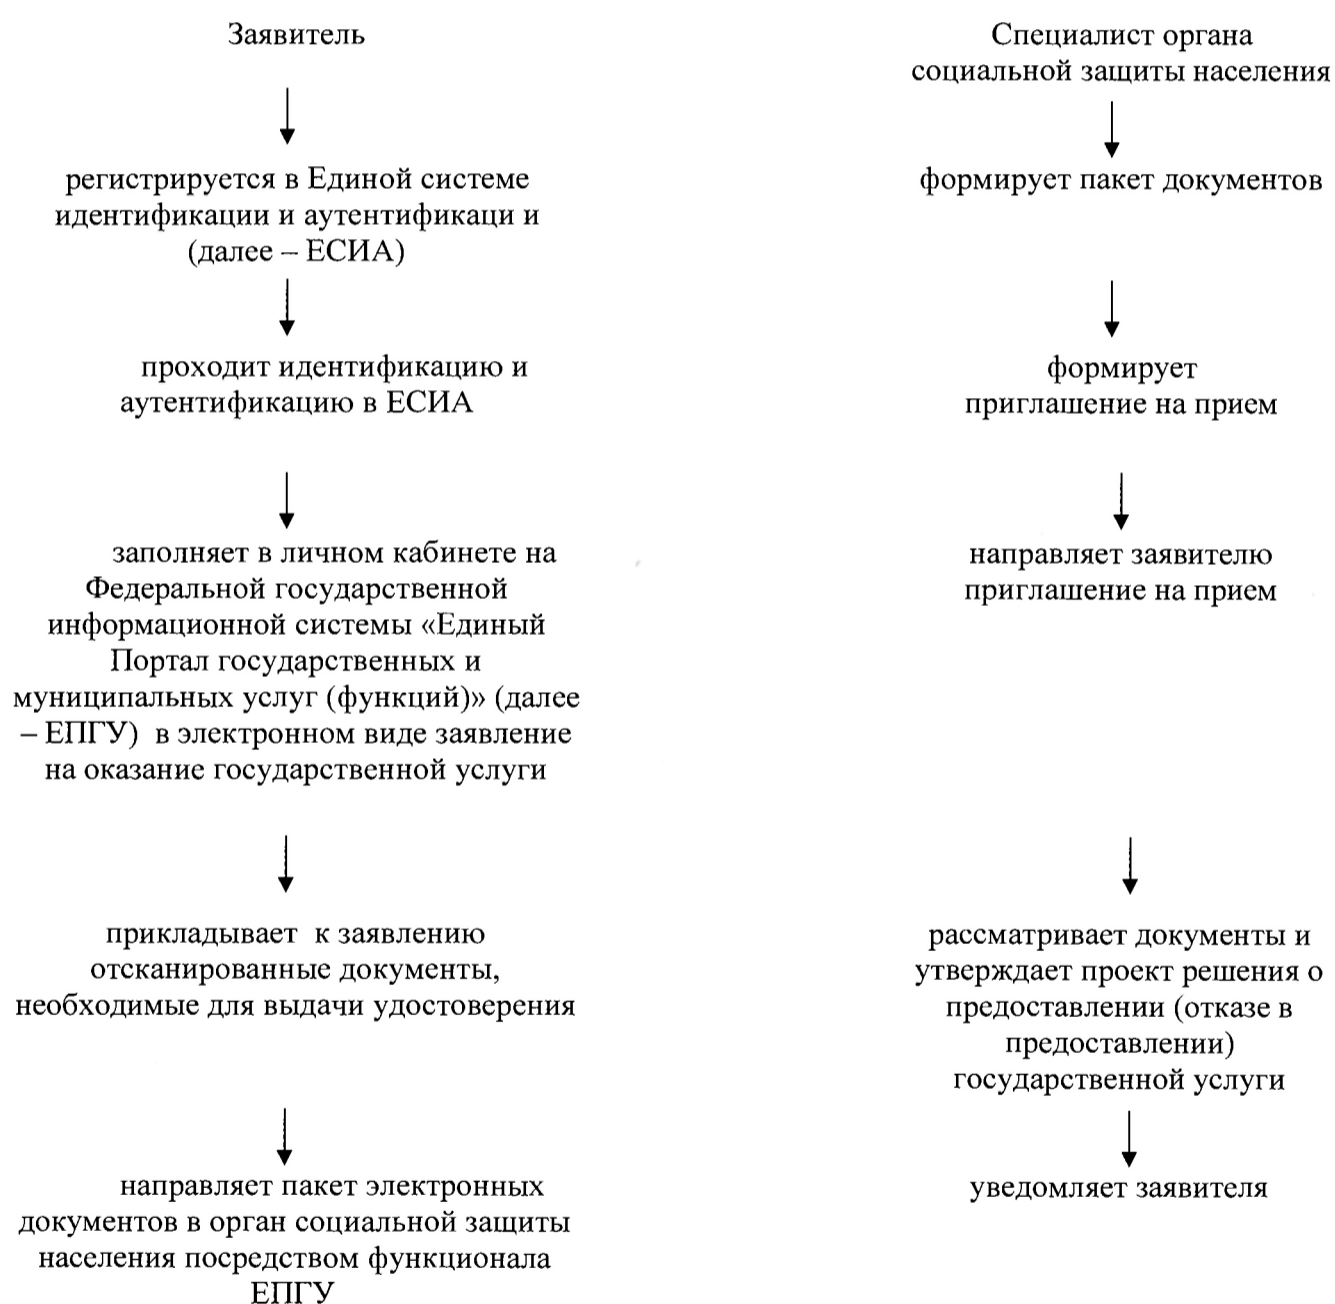 Заявитель
регистрируется в Единой системе
идентификации и аутентификаци и
(далее – ЕСИА)
проходит идентификацию и
аутентификацию в ЕСИА
заполняет в личном кабинете на
Федеральной государственной
информационной системы «Единый
Портал государственных и
муниципальных услуг (функций)» (далее
– ЕПГУ)  в электронном виде заявление
на оказание государственной услуги
прикладывает  к заявлению
отсканированные документы,
необходимые для выдачи удостоверения
направляет пакет электронных
документов в орган социальной защиты
населения посредством функционала
ЕПГУ
Специалист органа
социальной защиты населения
формирует пакет документов
формирует
приглашение на прием
направляет заявителю
приглашение на прием
рассматривает документы и
утверждает проект решения о
предоставлении (отказе в
предоставлении)
государственной услуги
уведомляет заявителя